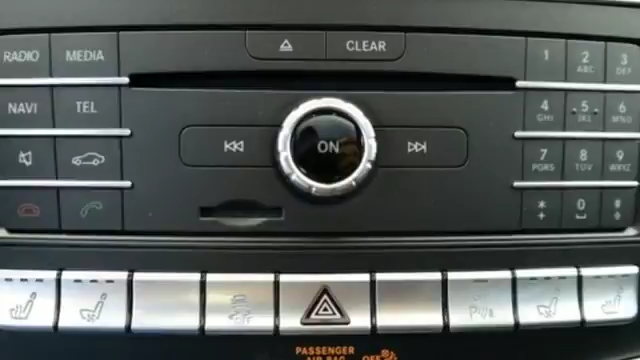 CLEAR
RADIO MEDIA
1 2 3
ABC DEF
NAVI TEL
4 5 6
GHI JKL MNO
ON
7 8 9
PQRS TUV WXYZ
* 0 #
+
PASSENGER
AIR BAG OFF